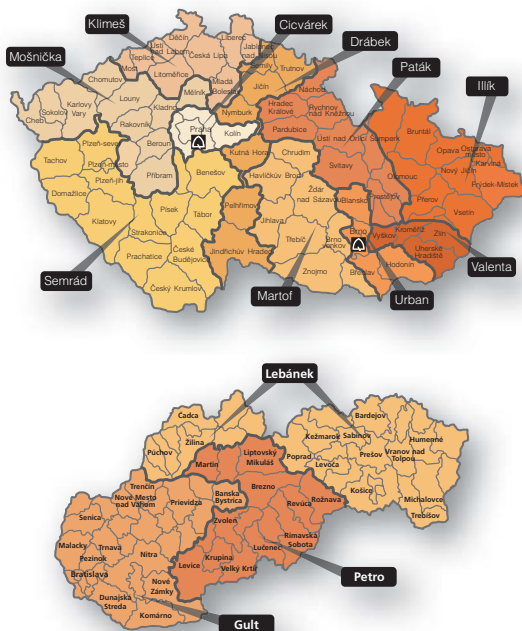 Klimeš
Cicvárek
Drábek
Mošnička
Paták
Illík
Děčín
Liberec
Ústí
nad Labem
Česká Lípa
Jablonec
nad Nisou
Semily
Teplice
Most
Litoměřice
Trutnov
Chomutov
Mladá
Boleslav
Jičín
Náchod
Karlovy
Vary
Sokolov
Cheb
Louny
Mělník
Kladno
Nymburk
Hradec
Králové
Rychnov
nad Kněžnou
Rakovník
Praha
Kolín
Pardubice
Ústí nad Orlicí
Šumperk
Bruntál
Opava
Ostrava
město
Karviná
Plzeň-sever
Beroun
Kutná Hora
Chrudim
Nový Jičín
Frýdek-Místek
Tachov
Plzeň-město
Plzeň-jih
Příbram
Benešov
Havlíčkův Brod
Svitavy
Olomouc
Domažlice
Písek
Tábor
Pelhřimov
Žďár
nad Sázavou
Blansko
Prostějov
Přerov
Vsetín
Klatovy
Strakonice
Jihlava
Třebíč
Brno
Brno
venkov
Vyškov
Kroměříž
Zlín
Prachatice
České
Budějovice
Jindřichův Hradec
Uherské
Hradiště
Znojmo
Hodonín
Břeclav
Český Krumlov
Semrád
Martof
Urban
Valenta
Lebánek
Čadca
Bardejov
Žilina
Kežmarok
Sabinov
Humenné
Púchov
Martin
Liptovský
Mikuláš
Poprad
Levoča
Prešov
Vranov nad
Toplou
Trenčín
Nové Mesto
nad Váhom
Prievidza
Banska
Bystrica
Brezno
Revúca
Rožnava
Košice
Michalovce
Trebišov
Senica
Zvoleň
Rimavska
Sobota
Malacky
Pezinok
Trnava
Nitra
Lučenec
Bratislava
Levice
Krupina
Velký Krtíš
Nové
Zámky
Dunajska
Streda
Komárno
Petro
Gult